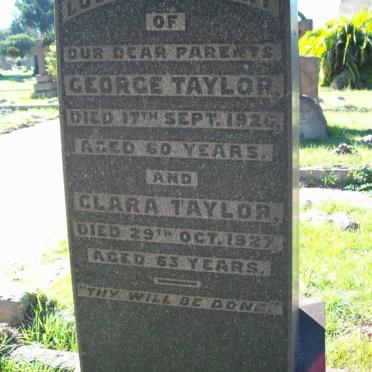 OF
OUR DEAR PARENTS
GEORGE TAYLOR,
DIED 17TH SEPT. 1926,
AGED 60 YEARS.
AND
CLARA TAYLOR,
DIED 29TH OCT. 1927,
AGED 63 YEARS.
"THY WILL BE DONE."